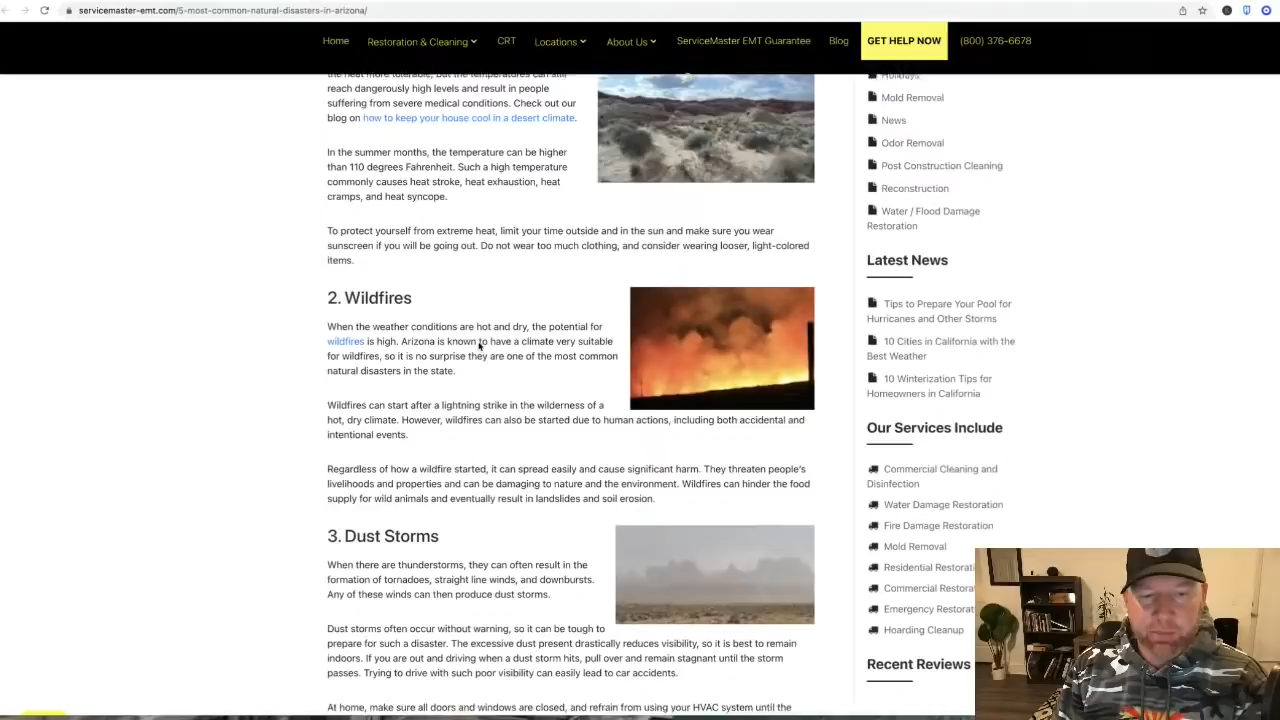 servicemaster-emt.com/5-most-common-natural-disasters-in-arizona/
Home
Restoration & Cleaning
CRT
Locations
About Us
ServiceMaster EMT Guarantee
Blog
GET HELP NOW
(800) 376-6678
the heat more tolerable, but the temperatures can still
reach dangerously high levels and result in people
suffering from severe medical conditions. Check out our
blog on how to keep your house cool in a desert climate.
In the summer months, the temperature can be higher
than 110 degrees Fahrenheit. Such a high temperature
commonly causes heat stroke, heat exhaustion, heat
cramps, and heat syncope.
To protect yourself from extreme heat, limit your time outside and in the sun and make sure you wear
sunscreen if you will be going out. Do not wear too much clothing, and consider wearing looser, light-colored
items.
2. Wildfires
When the weather conditions are hot and dry, the potential for
wildfires is high. Arizona is known to have a climate very suitable
for wildfires, so it is no surprise they are one of the most common
natural disasters in the state.
Wildfires can start after a lightning strike in the wilderness of a
hot, dry climate. However, wildfires can also be started due to human actions, including both accidental and
intentional events.
Regardless of how a wildfire started, it can spread easily and cause significant harm. They threaten people's
livelihoods and properties and can be damaging to nature and the environment. Wildfires can hinder the food
supply for wild animals and eventually result in landslides and soil erosion.
3. Dust Storms
When there are thunderstorms, they can often result in the
formation of tornadoes, straight line winds, and downbursts.
Any of these winds can then produce dust storms.
Dust storms often occur without warning, so it can be tough to
prepare for such a disaster. The excessive dust present drastically reduces visibility, so it is best to remain
indoors. If you are out and driving when a dust storm hits, pull over and remain stagnant until the storm
passes. Trying to drive with such poor visibility can easily lead to car accidents.
At home, make sure all doors and windows are closed, and refrain from using your HVAC system until the
Holidays
Mold Removal
News
Odor Removal
Post Construction Cleaning
Reconstruction
Water / Flood Damage
Restoration
Latest News
Tips to Prepare Your Pool for
Hurricanes and Other Storms
10 Cities in California with the
Best Weather
10 Winterization Tips for
Homeowners in California
Our Services Include
Commercial Cleaning and
Disinfection
Water Damage Restoration
Fire Damage Restoration
Mold Removal
Residential Restorati
Commercial Restora
Emergency Restorat
Hoarding Cleanup
Recent Reviews